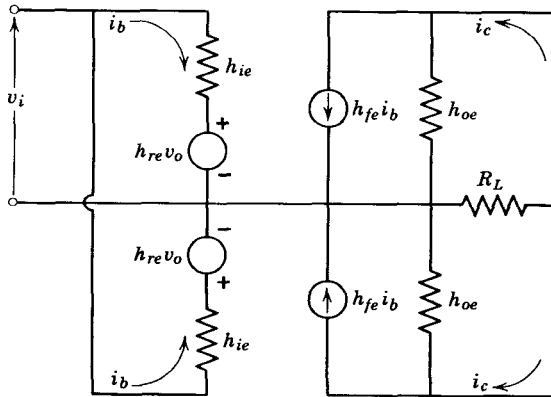 i_b
h_ie
v_i
+
h_re v_o
−
i_c
h_fe i_b
h_oe
R_L
−
h_re v_o
+
h_ie
i_b
h_fe i_b
h_oe
i_c